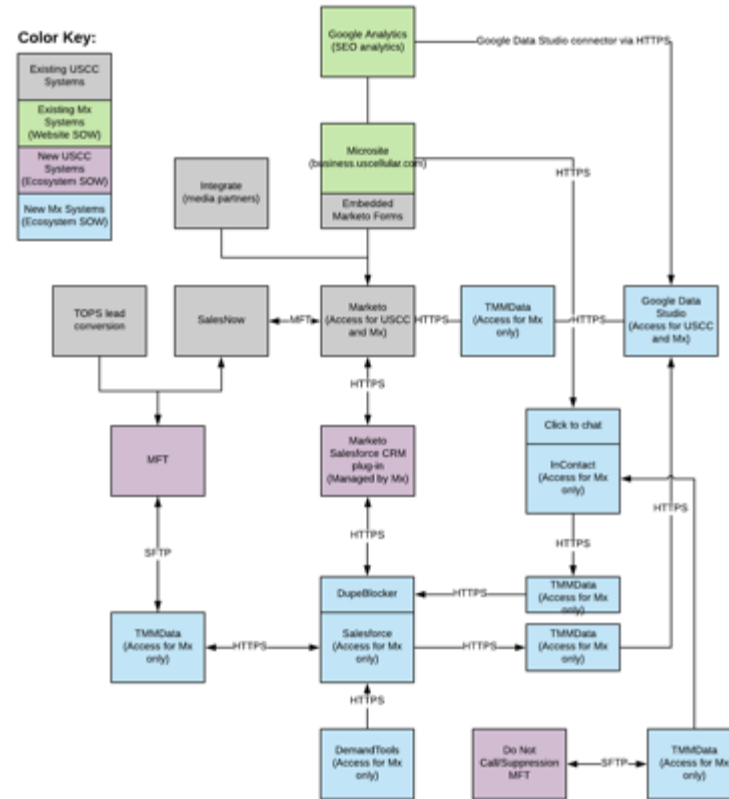 Color Key:
Existing USCC
Systems
Existing Mx
Systems
(Website SOW)
New USCC
Systems
(Ecosystem SOW)
New Mx Systems
(Ecosystem SOW)
Google Analytics
(SEO analytics)
Google Data Studio connector via HTTPS
Microsite
(business.uscellular.com)
Embedded
Marketo Forms
HTTPS
Integrate
(media partners)
TOPS lead
conversion
SalesNow
MFT
Marketo
(Access for USCC
and Mx)
HTTPS
TMMData
(Access for Mx
only)
HTTPS
Google Data
Studio
(Access for USCC
and Mx)
HTTPS
Click to chat
InContact
(Access for Mx
only)
MFT
Marketo
Salesforce CRM
plug-in
(Managed by Mx)
HTTPS
SFTP
HTTPS
HTTPS
DupeBlocker
HTTPS
TMMData
(Access for Mx
only)
TMMData
(Access for Mx
only)
HTTPS
Salesforce
(Access for Mx
only)
HTTPS
TMMData
(Access for Mx
only)
HTTPS
DemandTools
(Access for Mx
only)
Do Not
Call/Suppression
MFT
SFTP
TMMData
(Access for Mx
only)